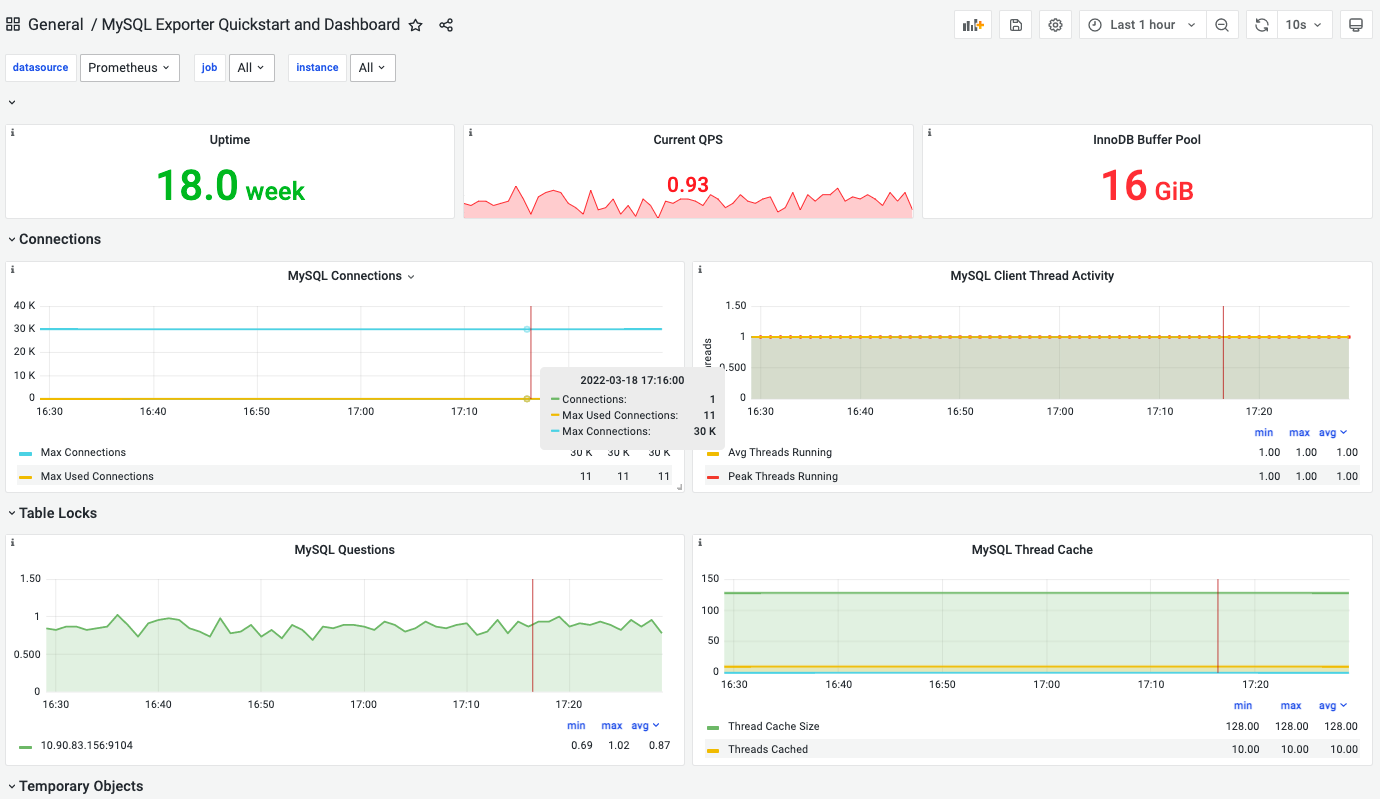 General / MySQL Exporter Quickstart and Dashboard
Last 1 hour
10s
datasource Prometheus job All instance All
Uptime
18.0 week
Current QPS
0.93
InnoDB Buffer Pool
16 GiB
Connections
MySQL Connections
40 K
30 K
20 K
10 K
0
16:30 16:40 16:50 17:00 17:10
2022-03-18 17:16:00
Connections: 1
Max Used Connections: 11
Max Connections: 30 K
Max Connections 30 K 30 K 30 K
Max Used Connections 11 11 11
MySQL Client Thread Activity
1.50
1
0.500
0
16:30 16:40 16:50 17:00 17:10 17:20
min max avg
Avg Threads Running 1.00 1.00 1.00
Peak Threads Running 1.00 1.00 1.00
Table Locks
MySQL Questions
1.50
1
0.500
0
16:30 16:40 16:50 17:00 17:10 17:20
min max avg
10.90.83.156:9104 0.69 1.02 0.87
MySQL Thread Cache
150
100
50
0
16:30 16:40 16:50 17:00 17:10 17:20
min max avg
Thread Cache Size 128.00 128.00 128.00
Threads Cached 10.00 10.00 10.00
Temporary Objects